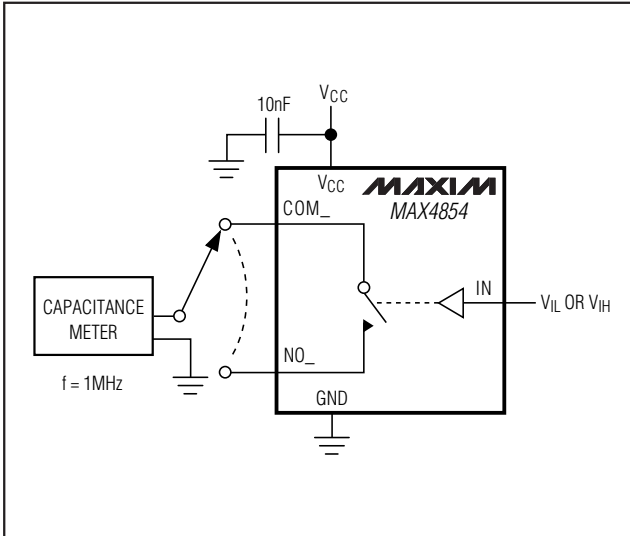 10nF
VCC
VCC
MAXIM
MAX4854
COM_
IN
VIL OR VIH
CAPACITANCE
METER
f = 1MHz
NO_
GND